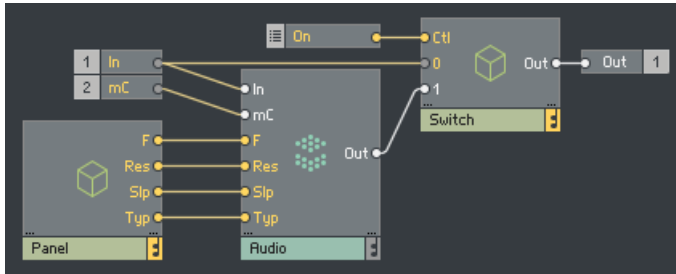 On
Ctl
1 In
0
Out
Out 1
2 mC
In
1
mC
Switch
F
F
Res
Res
Out
Slp
Slp
Typ
Typ
Panel
Audio